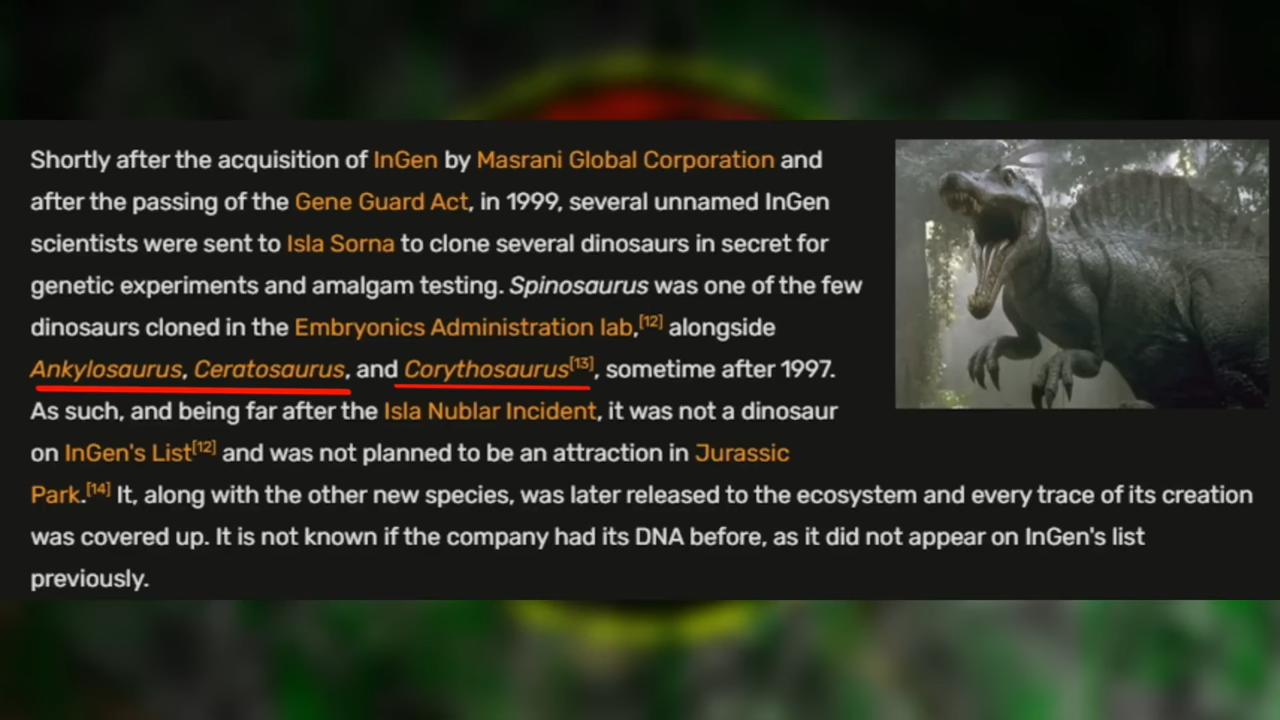 Shortly after the acquisition of InGen by Masrani Global Corporation and
after the passing of the Gene Guard Act, in 1999, several unnamed InGen
scientists were sent to Isla Sorna to clone several dinosaurs in secret for
genetic experiments and amalgam testing. Spinosaurus was one of the few
dinosaurs cloned in the Embryonics Administration lab,[12] alongside
Ankylosaurus, Ceratosaurus, and Corythosaurus[13], sometime after 1997.
As such, and being far after the Isla Nublar Incident, it was not a dinosaur
on InGen's List[12] and was not planned to be an attraction in Jurassic
Park.[14] It, along with the other new species, was later released to the ecosystem and every trace of its creation
was covered up. It is not known if the company had its DNA before, as it did not appear on InGen's list
previously.